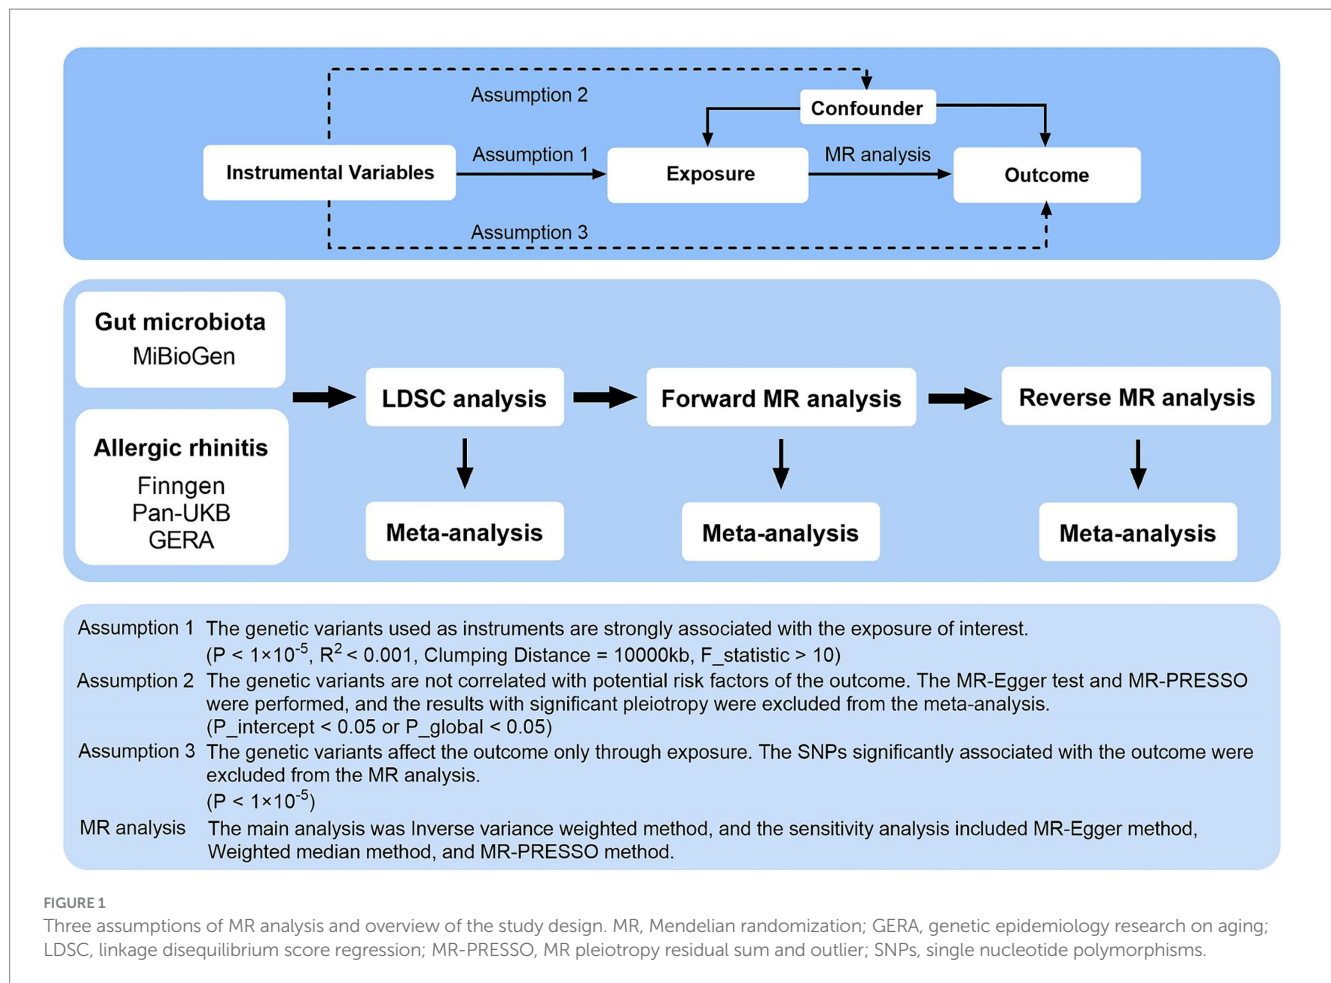 Assumption 2
Confounder
Assumption 1
MR analysis
Instrumental Variables
Exposure
Outcome
Assumption 3
Gut microbiota
MiBioGen
Allergic rhinitis
Finngen
Pan-UKB
GERA
LDSC analysis
Forward MR analysis
Reverse MR analysis
Meta-analysis
Meta-analysis
Meta-analysis
Assumption 1 The genetic variants used as instruments are strongly associated with the exposure of interest.
(P < 1×10⁻⁵, R² < 0.001, Clumping Distance = 10000kb, F_statistic > 10)
Assumption 2 The genetic variants are not correlated with potential risk factors of the outcome. The MR-Egger test and MR-PRESSO
were performed, and the results with significant pleiotropy were excluded from the meta-analysis.
(P_intercept < 0.05 or P_global < 0.05)
Assumption 3 The genetic variants affect the outcome only through exposure. The SNPs significantly associated with the outcome were
excluded from the MR analysis.
(P < 1×10⁻⁵)
MR analysis The main analysis was Inverse variance weighted method, and the sensitivity analysis included MR-Egger method,
Weighted median method, and MR-PRESSO method.
FIGURE 1
Three assumptions of MR analysis and overview of the study design. MR, Mendelian randomization; GERA, genetic epidemiology research on aging;
LDSC, linkage disequilibrium score regression; MR-PRESSO, MR pleiotropy residual sum and outlier; SNPs, single nucleotide polymorphisms.